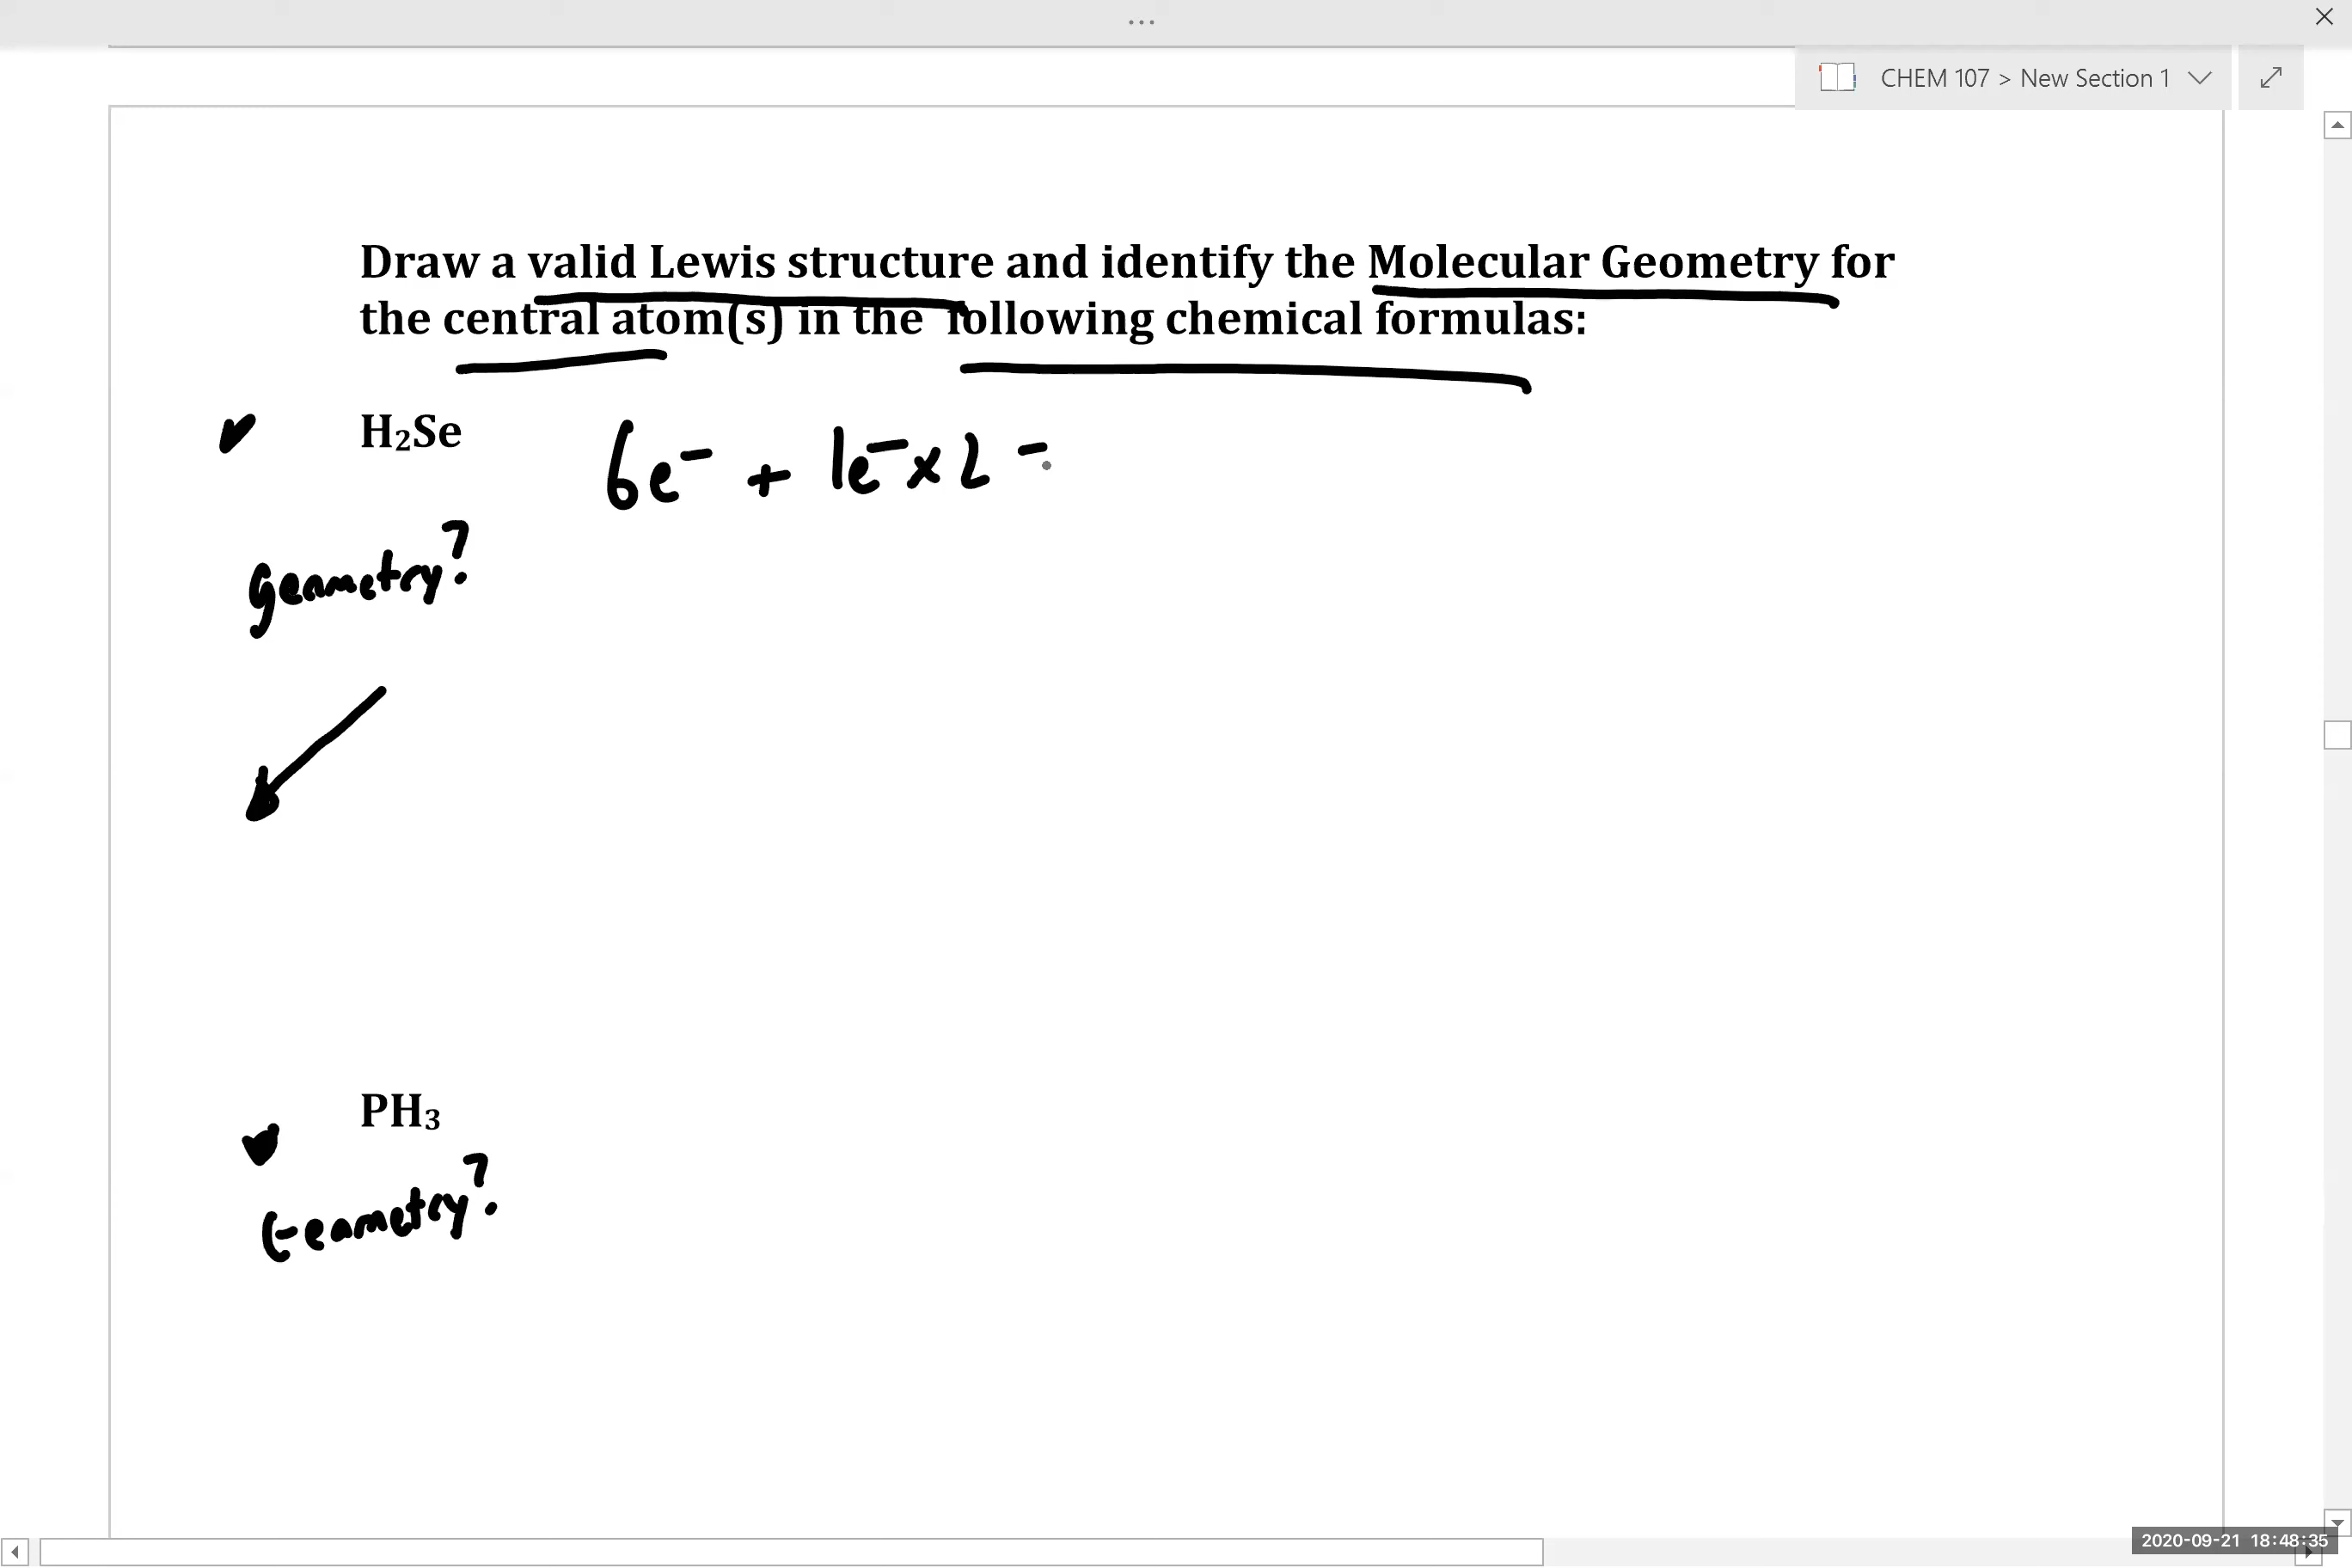 ...
CHEM 107 > New Section 1
Draw a valid Lewis structure and identify the Molecular Geometry for
the central atom(s) in the following chemical formulas:
H₂Se 6e⁻ + 1e⁻ x 2 -
Geometry?
PH₃
Geometry?
2020-09-21 18:48:35